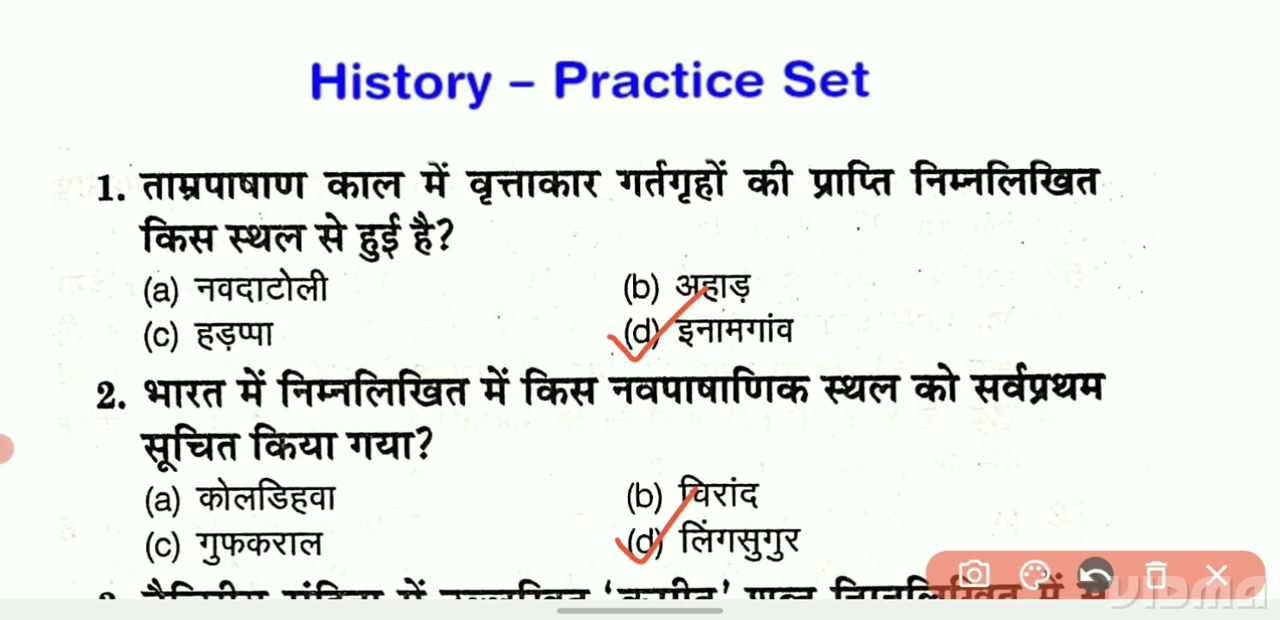 History – Practice Set
1. ताम्रपाषाण काल में वृत्ताकार गर्तगृहों की प्राप्ति निम्नलिखित
किस स्थल से हुई है?
(a) नवदाटोली (b) अहाड़
(c) हड़प्पा (d) इनामगांव
2. भारत में निम्नलिखित में किस नवपाषाणिक स्थल को सर्वप्रथम
सूचित किया गया?
(a) कोलडिहवा (b) चिरांद
(c) गुफकराल (d) लिंगसुगुर
VIDMA